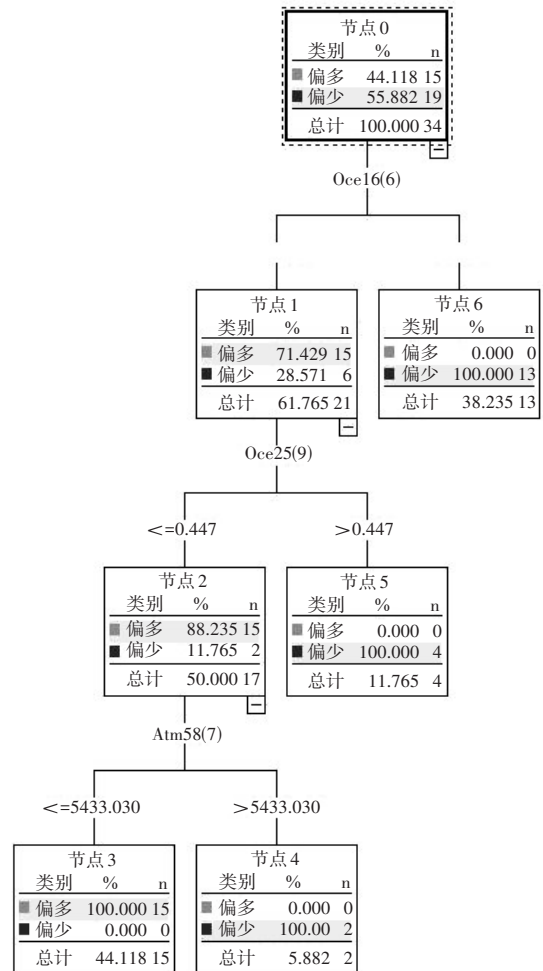 节点 0
类别 % n
偏多 44.118 15
偏少 55.882 19
总计 100.000 34
Oce16(6)
节点 1
类别 % n
偏多 71.429 15
偏少 28.571 6
总计 61.765 21
节点 6
类别 % n
偏多 0.000 0
偏少 100.000 13
总计 38.235 13
Oce25(9)
<=0.447
>0.447
节点 2
类别 % n
偏多 88.235 15
偏少 11.765 2
总计 50.000 17
节点 5
类别 % n
偏多 0.000 0
偏少 100.000 4
总计 11.765 4
Atm58(7)
<=5433.030
>5433.030
节点 3
类别 % n
偏多 100.000 15
偏少 0.000 0
总计 44.118 15
节点 4
类别 % n
偏多 0.000 0
偏少 100.00 2
总计 5.882 2